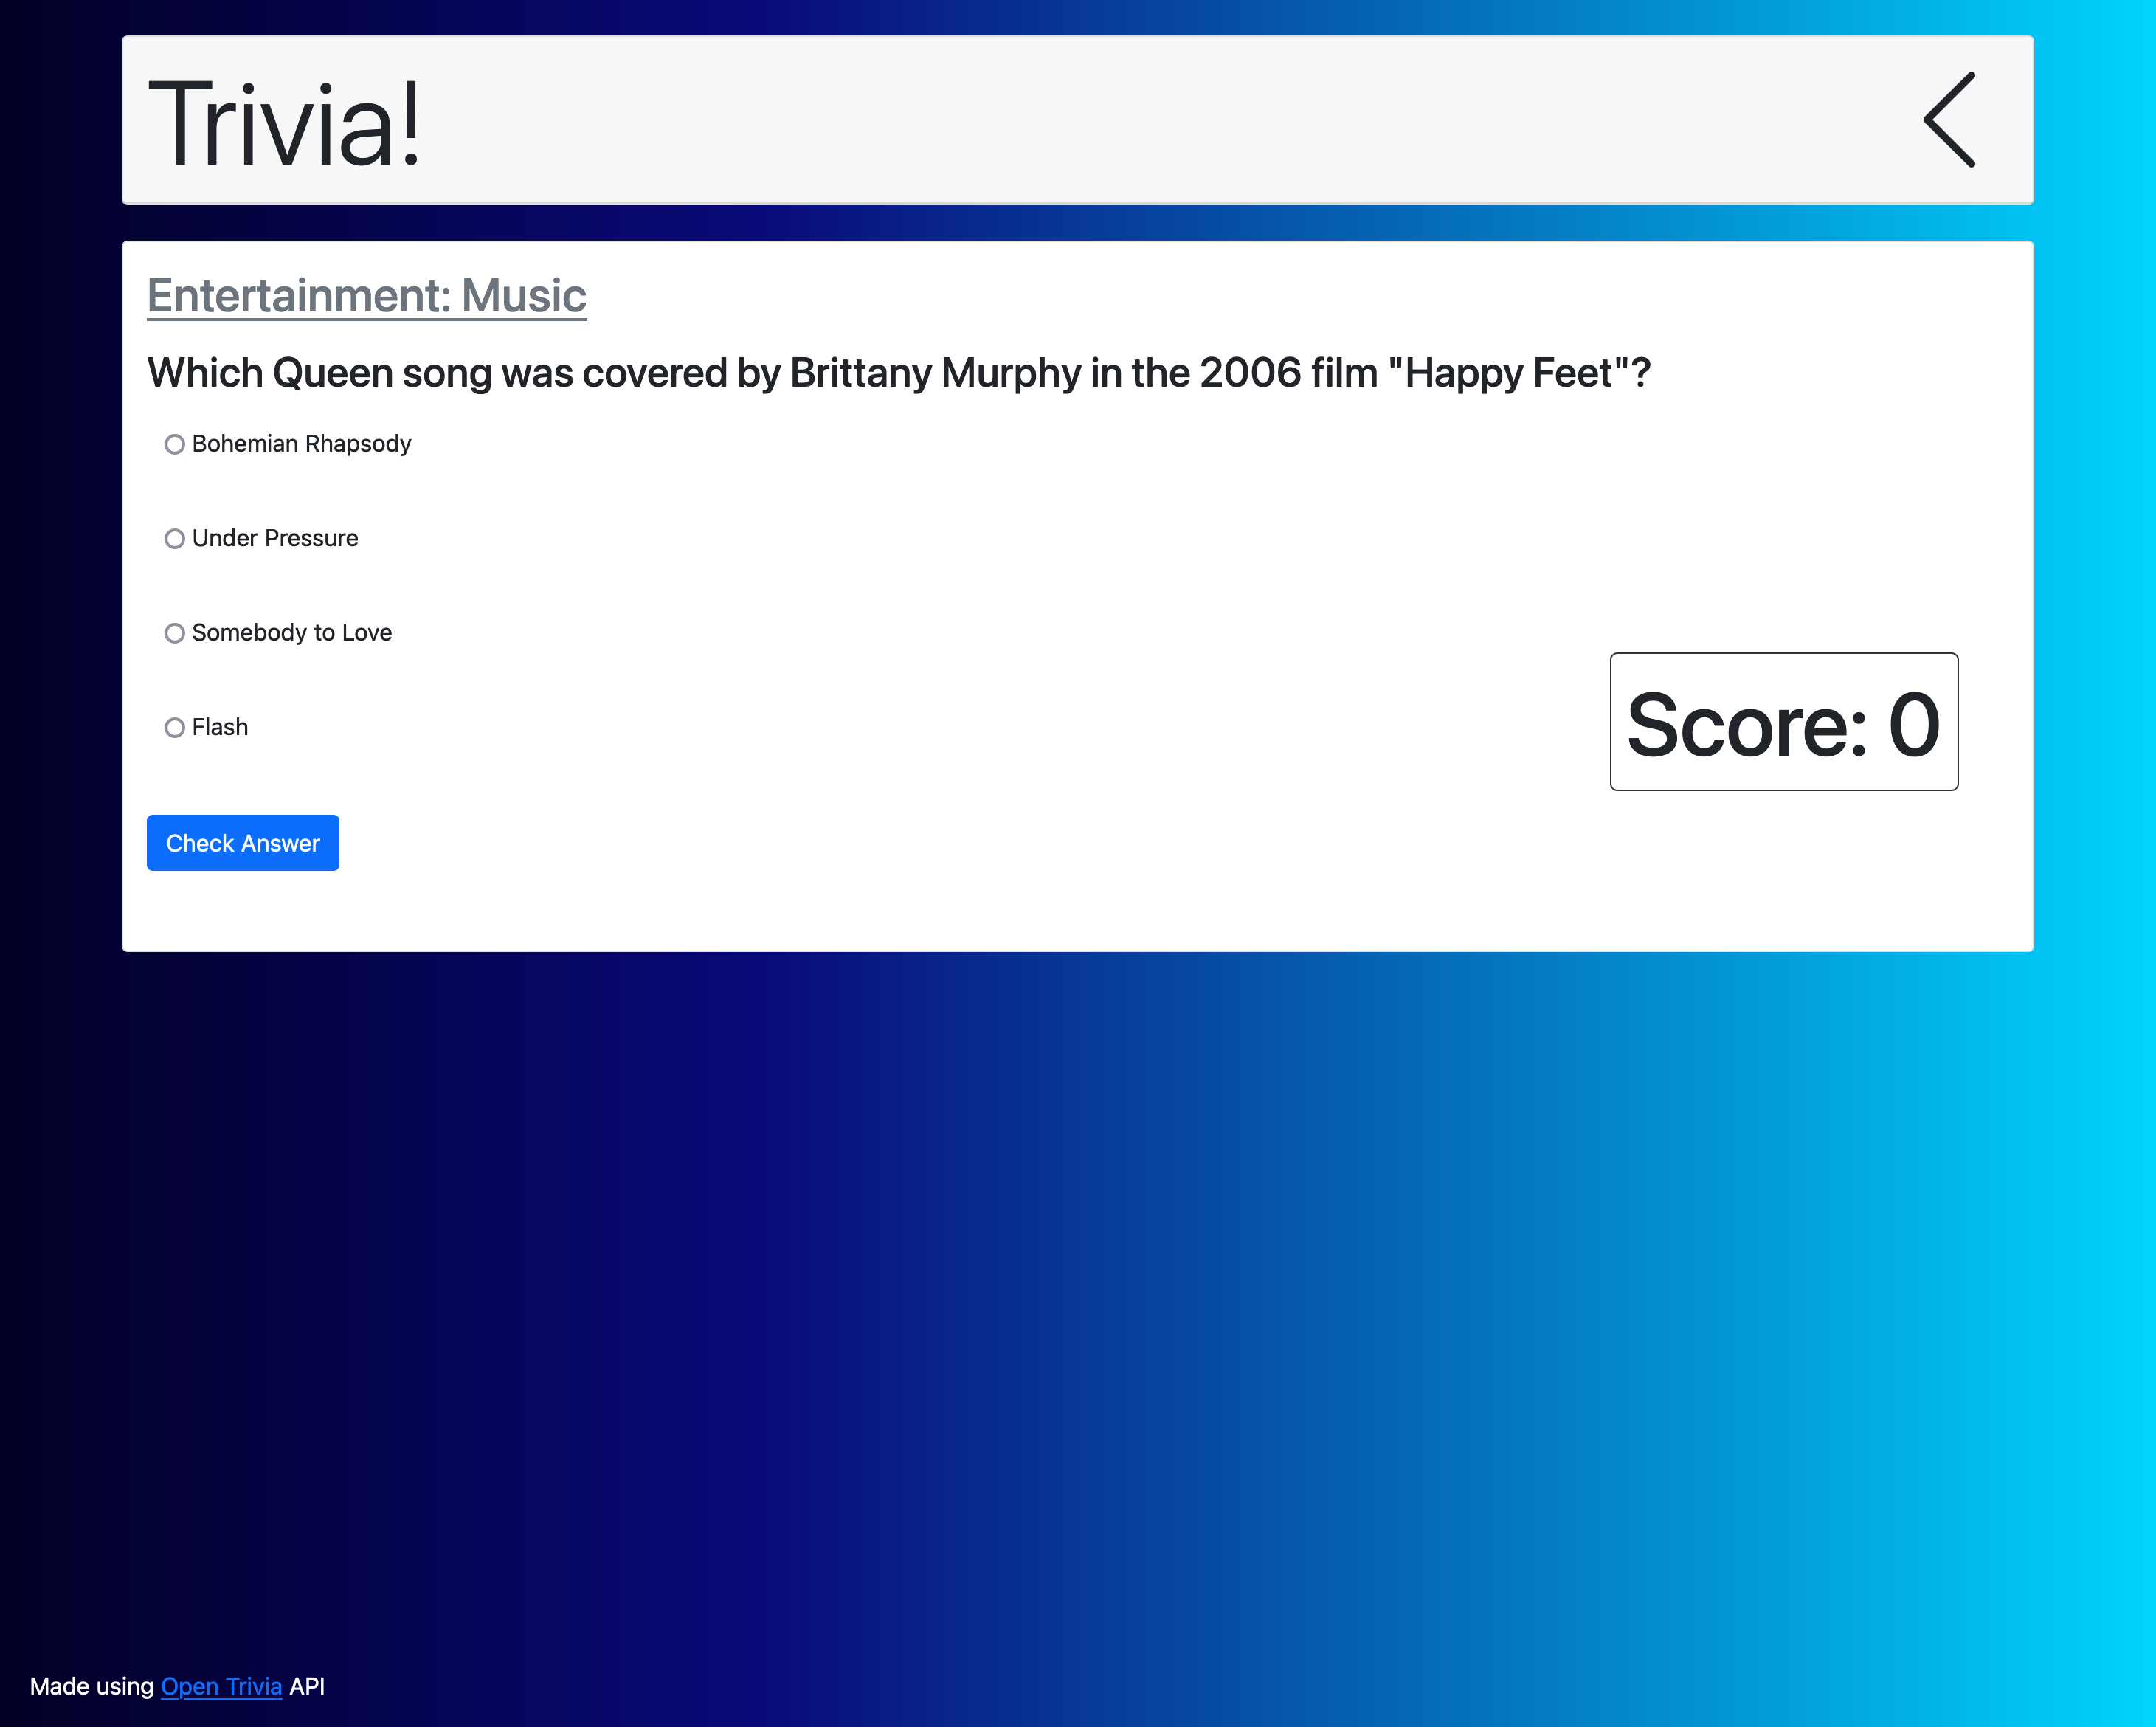 Trivia!
Entertainment: Music
Which Queen song was covered by Brittany Murphy in the 2006 film "Happy Feet"?
Bohemian Rhapsody
Under Pressure
Somebody to Love
Flash
Score: 0
Check Answer
Made using Open Trivia API